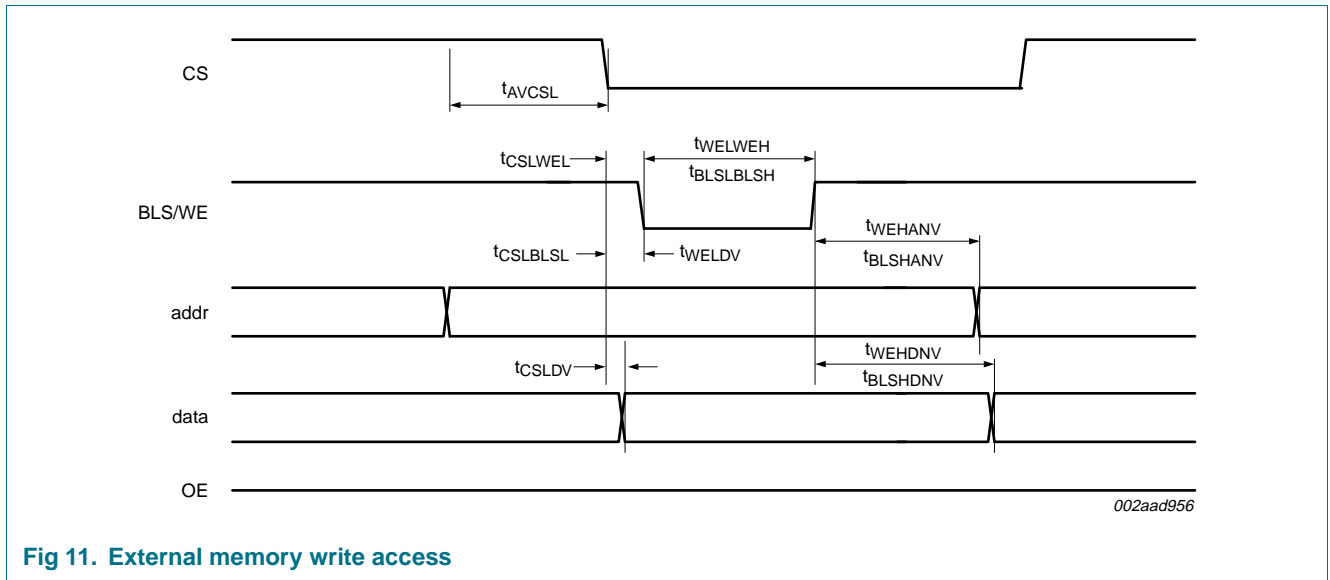 CS
tAVCSL
tCSLWEL
tWELWEH
tBLSLBLSH
BLS/WE
tWEHANV
tCSLBLSL
tWELDV
tBLSHANV
addr
tWEHDNV
tCSLDV
tBLSHDNV
data
OE
002aad956
Fig 11. External memory write access